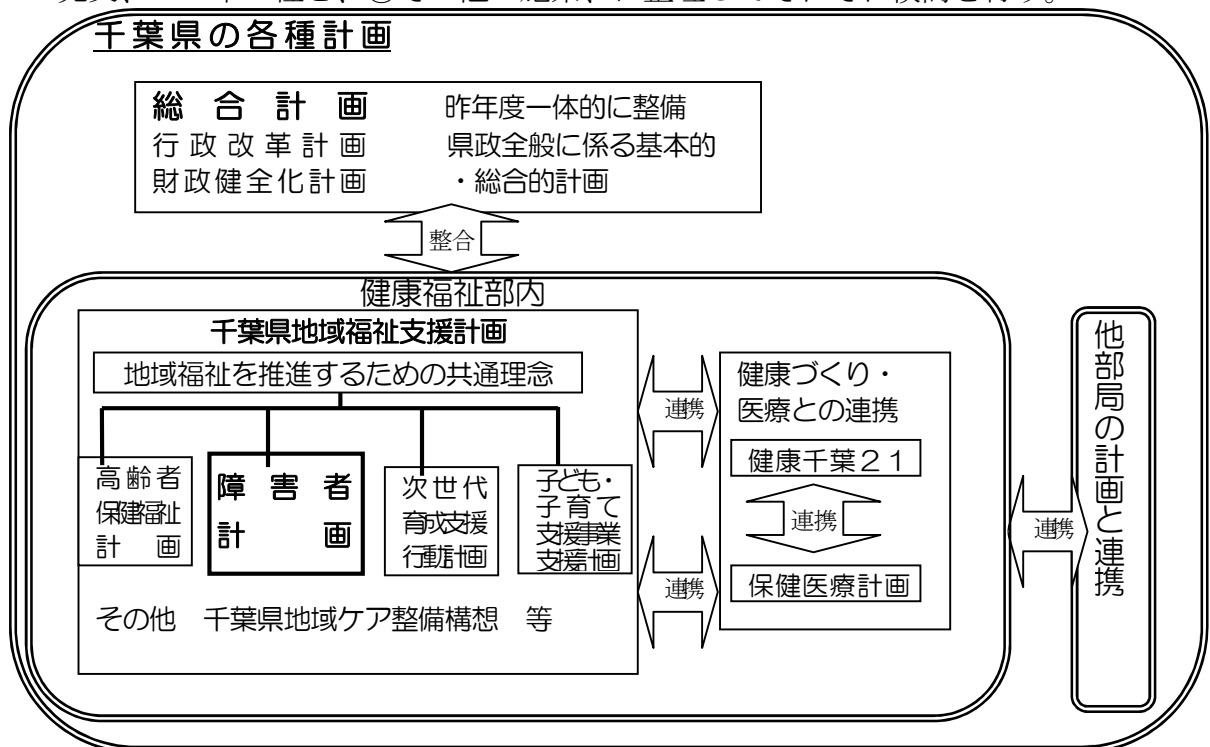 千葉県の各種計画
総合計画 昨年度一体的に整備
行政改革計画 県政全般に係る基本的
財政健全化計画 ・総合的計画
整合
健康福祉部内
千葉県地域福祉支援計画
地域福祉を推進するための共通理念
高齢者
保健福祉
計画
障害者
計画
次世代
育成支援
行動計画
子ども・
子育て
支援事業
支援計画
その他 千葉県地域ケア整備構想 等
連携
連携
健康づくり・
医療との連携
健康千葉21
連携
保健医療計画
連携
他部局の計画と連携